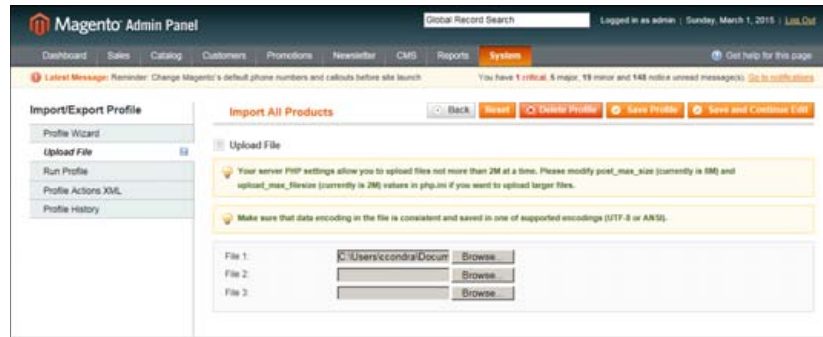 Magento Admin Panel
Global Record Search
Logged in as admin | Sunday, March 1, 2015 | Log Out
Dashboard Sales Catalog Customers Promotions Newsletter CMS Reports System
Get help for this page
Latest Message: Reminder: Change Magento's default phone numbers and callouts before site launch
You have 1 critical, 5 major, 19 minor and 148 notice unread message(s). Go to notifications
Import/Export Profile
Profile Wizard
Upload File
Run Profile
Profile Actions XML
Profile History
Import All Products
Back Reset Delete Profile Save Profile Save and Continue Edit
Upload File
Your server PHP settings allow you to upload files not more than 2M at a time. Please modify post_max_size (currently is 8M) and
upload_max_filesize (currently is 2M) values in php.ini if you want to upload larger files.
Make sure that data encoding in the file is consistent and saved in one of supported encodings (UTF-8 or ANSI).
File 1: C:\Users\ccondra\Docum Browse...
File 2: Browse...
File 3: Browse...